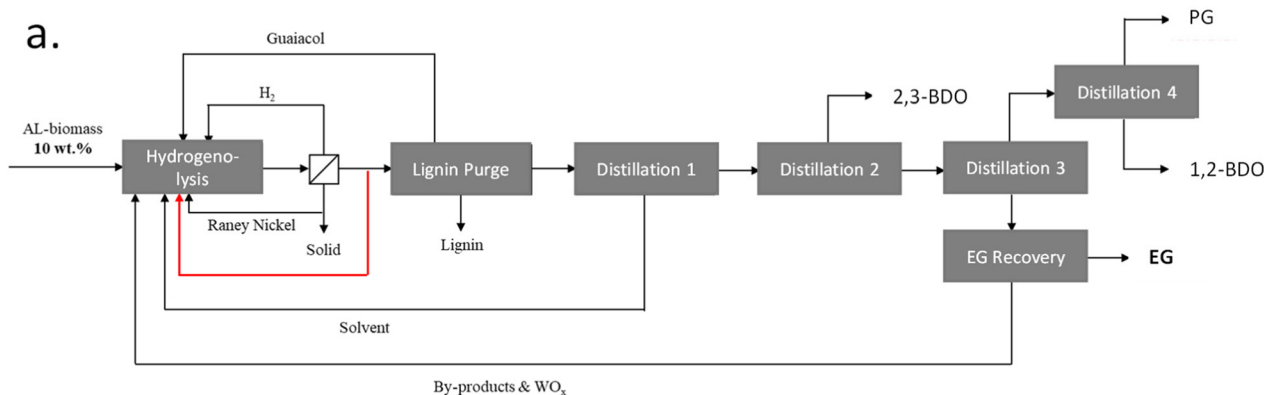 a.
PG
Guaiacol
Distillation 4
H₂
2,3-BDO
AL-biomass
10 wt.%
Hydrogeno-
lysis
Lignin Purge
Distillation 1
Distillation 2
Distillation 3
1,2-BDO
Raney Nickel
Solid
Lignin
EG Recovery
EG
Solvent
By-products & WOₓ